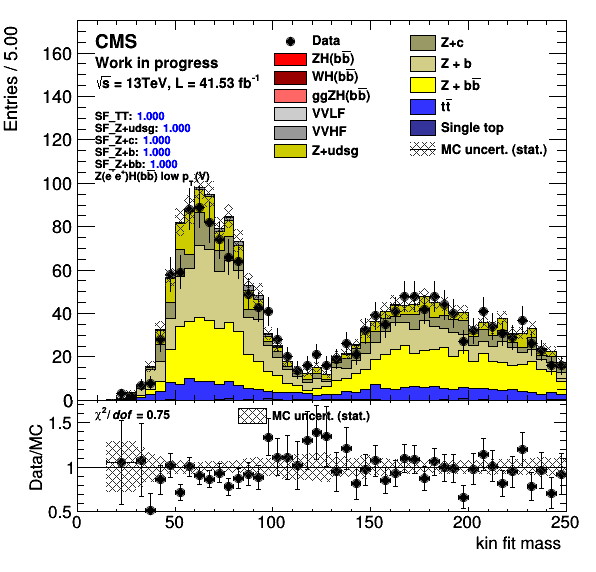 CMS
Work in progress
√s = 13TeV, L = 41.53 fb⁻¹
SF_TT: 1.000
SF_Z+udsg: 1.000
SF_Z+c: 1.000
SF_Z+b: 1.000
SF_Z+bb: 1.000
Z(e⁻e⁺)H(bb̅) low p_T(V)
Data
ZH(bb̅)
WH(bb̅)
ggZH(bb̅)
VVLF
VVHF
Z+udsg
Z+c
Z + b
Z + bb̅
tt̅
Single top
MC uncert. (stat.)
Entries / 5.00
160
140
120
100
80
60
40
20
0
χ²/dof = 0.75
MC uncert. (stat.)
Data/MC
1.5
1
0.5
0 50 100 150 200 250
kin fit mass